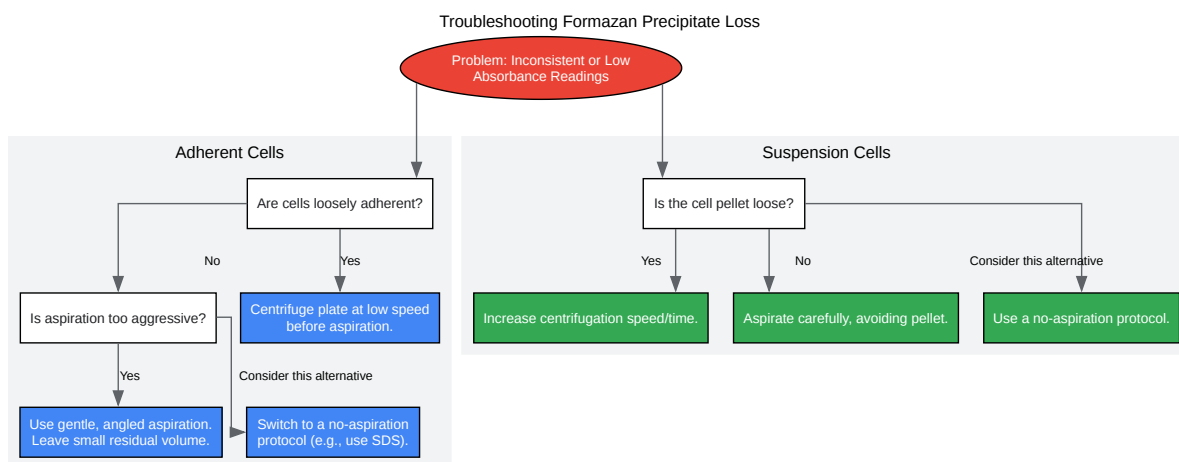 Troubleshooting Formazan Precipitate Loss
Problem: Inconsistent or Low
Absorbance Readings
Adherent Cells
Are cells loosely adherent?
No
Yes
Is aspiration too aggressive?
Centrifuge plate at low speed
before aspiration.
Yes
Consider this alternative
Use gentle, angled aspiration.
Leave small residual volume.
Switch to a no-aspiration
protocol (e.g., use SDS).
Suspension Cells
Is the cell pellet loose?
Yes
No
Consider this alternative
Increase centrifugation speed/time.
Aspirate carefully, avoiding pellet.
Use a no-aspiration protocol.